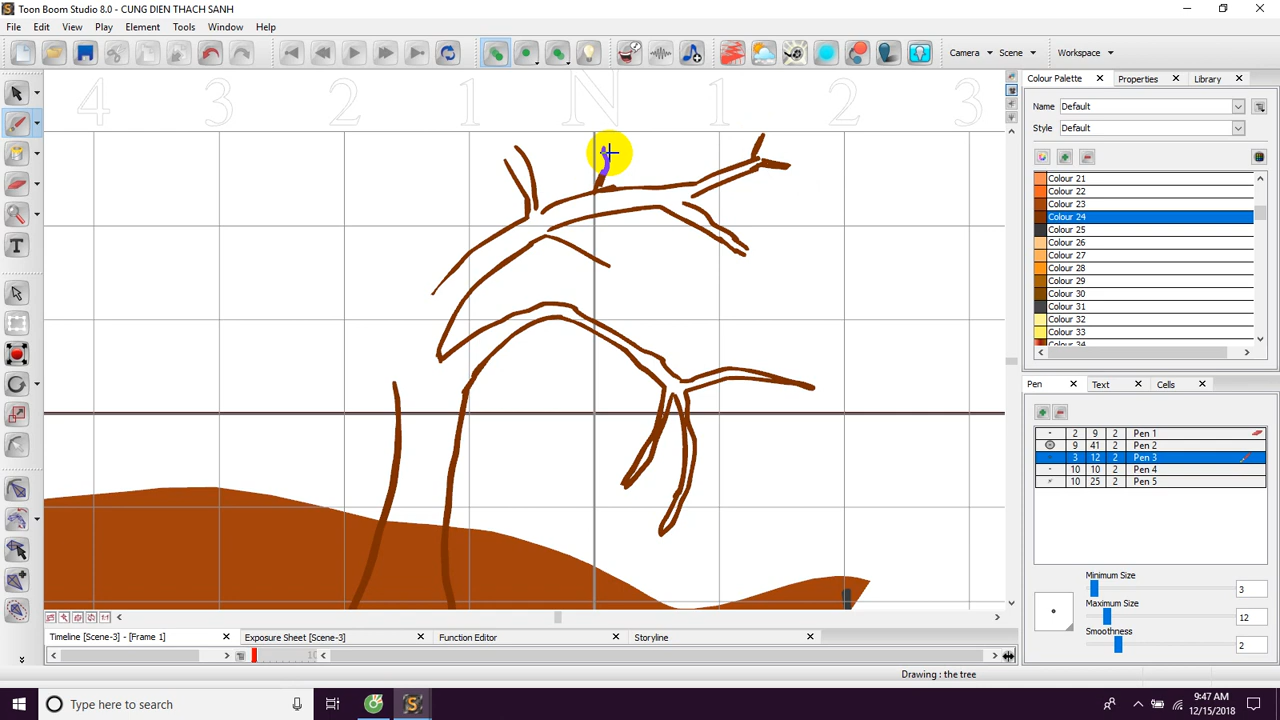 Toon Boom Studio 8.0 - CUNG DIEN THACH SANH
File Edit View Play Element Tools Window Help
Camera Scene Workspace
4 3 2 1 N 1 2 3
T
Colour Palette Properties Library
Name Default
Style Default
Colour 21
Colour 22
Colour 23
Colour 24
Colour 25
Colour 26
Colour 27
Colour 28
Colour 29
Colour 30
Colour 31
Colour 32
Colour 33
Colour 34
Pen Text Cells
2 9 2 Pen 1
9 41 2 Pen 2
3 12 2 Pen 3
10 10 2 Pen 4
10 25 2 Pen 5
Minimum Size
3
Maximum Size
12
Smoothness
2
Timeline [Scene-3] - [Frame 1] Exposure Sheet [Scene-3] Function Editor Storyline
10
Drawing : the tree
Type here to search
9:47 AM
12/15/2018